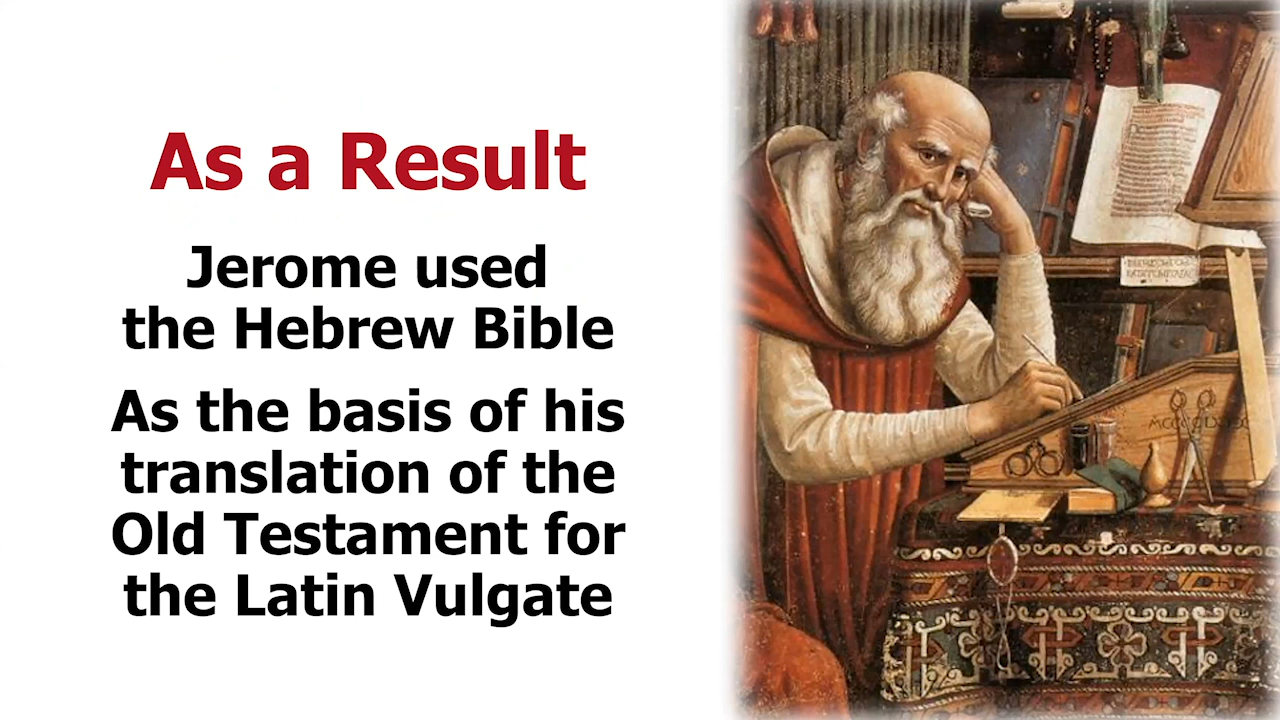 As a Result
Jerome used
the Hebrew Bible
As the basis of his
translation of the
Old Testament for
the Latin Vulgate